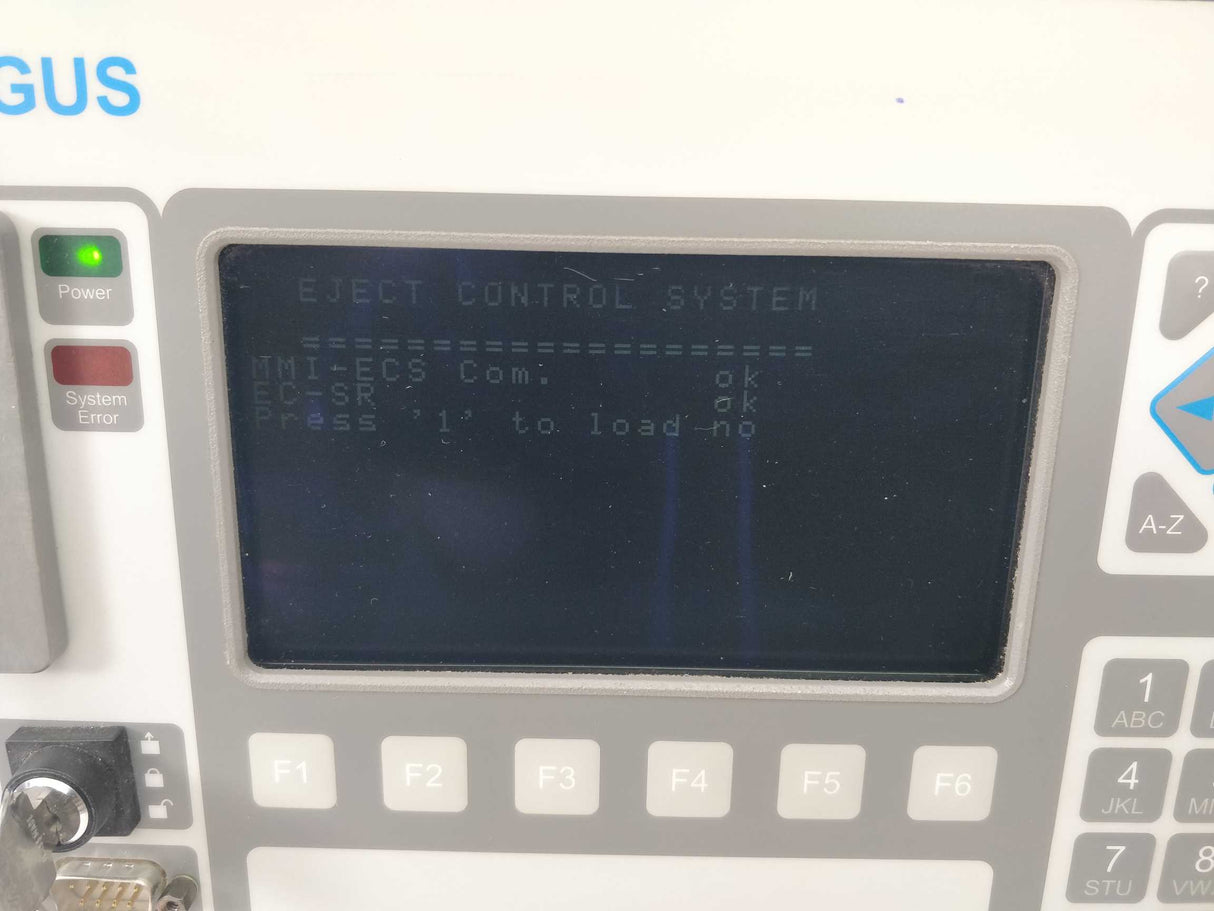 GUS
Power
System
Error
EJECT CONTROL SYSTEM
====================
MMI-ECS Com. ok
EC-SR ok
Press '1' to load no
F1
F2
F3
F4
F5
F6
?
A-Z
1
ABC
4
JKL
7
STU
8